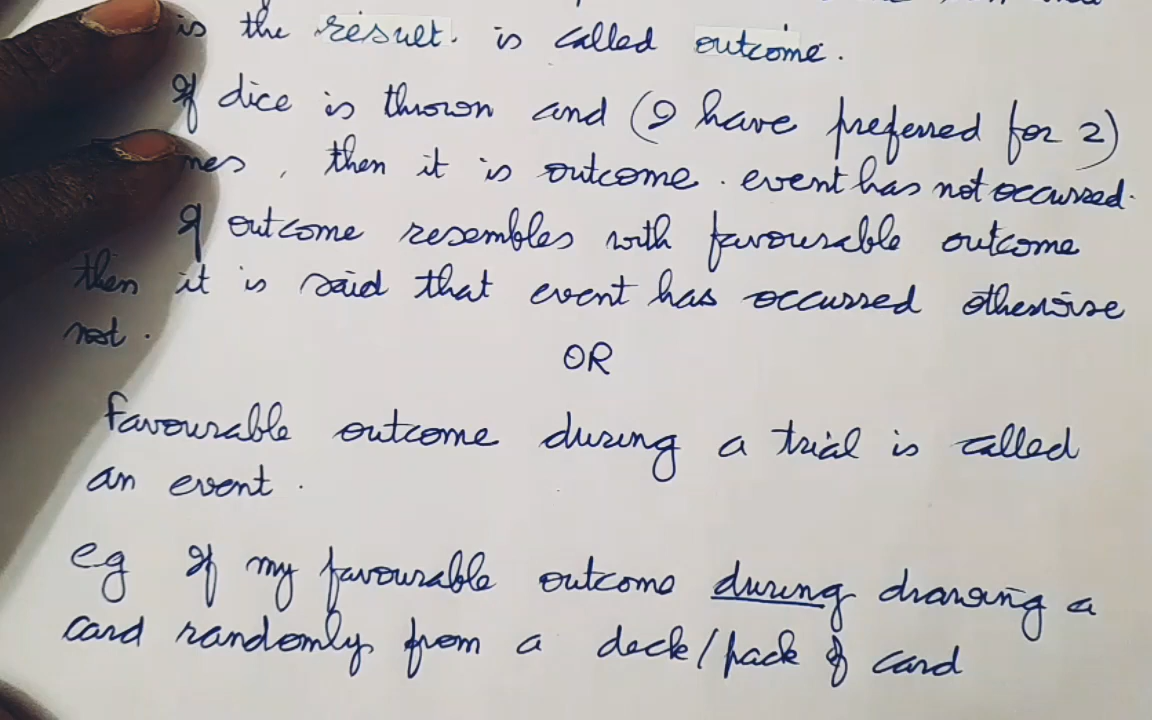 is the result. is called outcome.
If dice is thrown and (I have preferred for 2)
then it is outcome. event has not occurred.
If outcome resembles with favourable outcome
then it is said that event has occurred otherwise
not.
OR
Favourable outcome during a trial is called
an event.
eg If my favourable outcome during drawing a
card randomly from a deck/pack of card